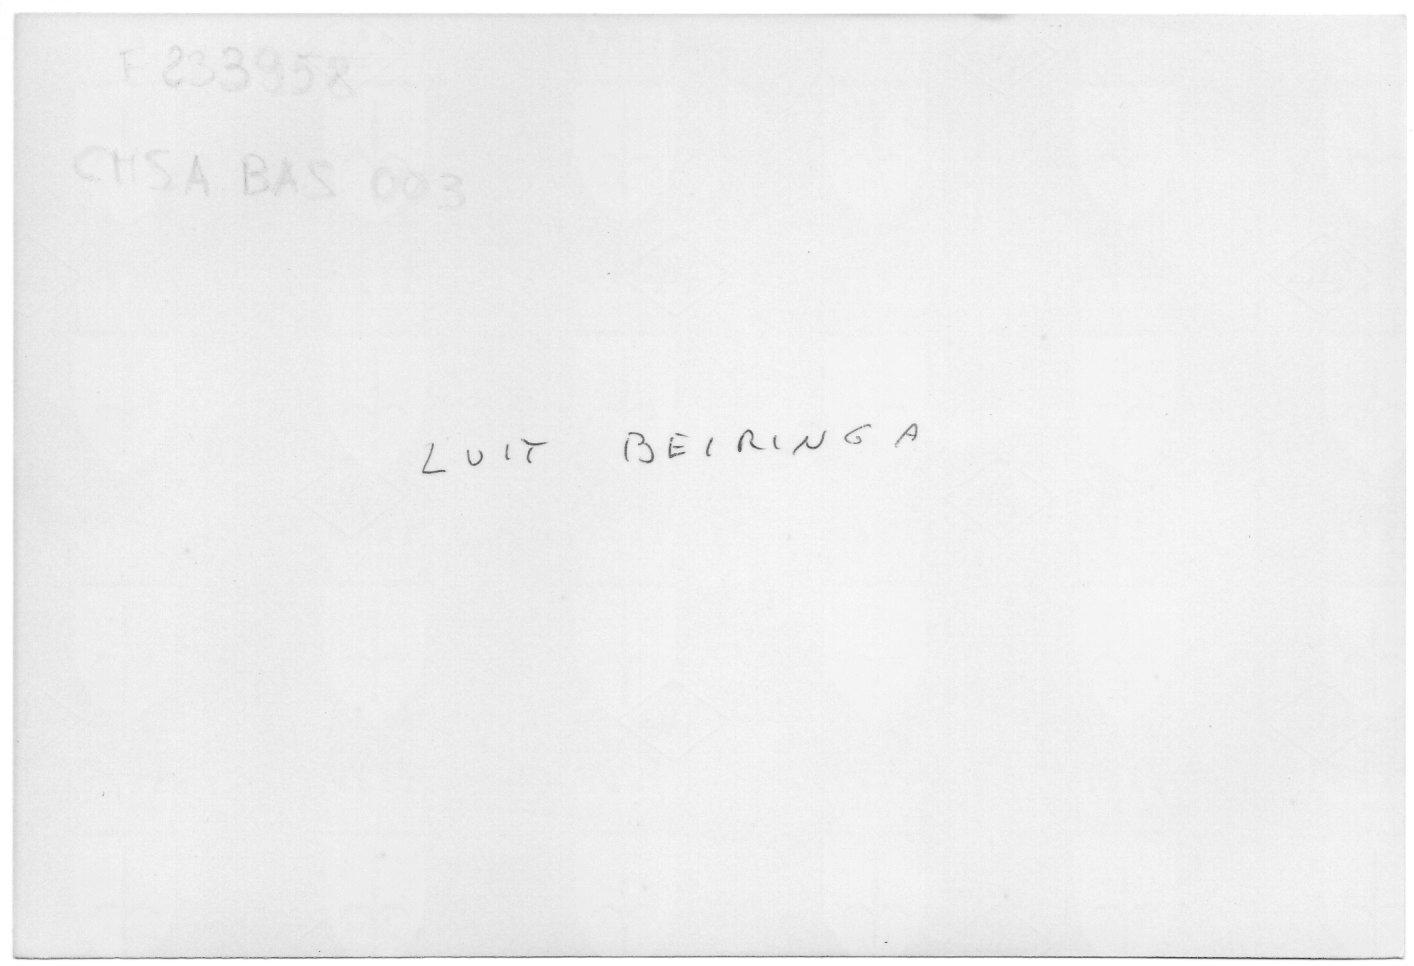 F 233958
CHSA BAS 003
LUIT BEIRINGA